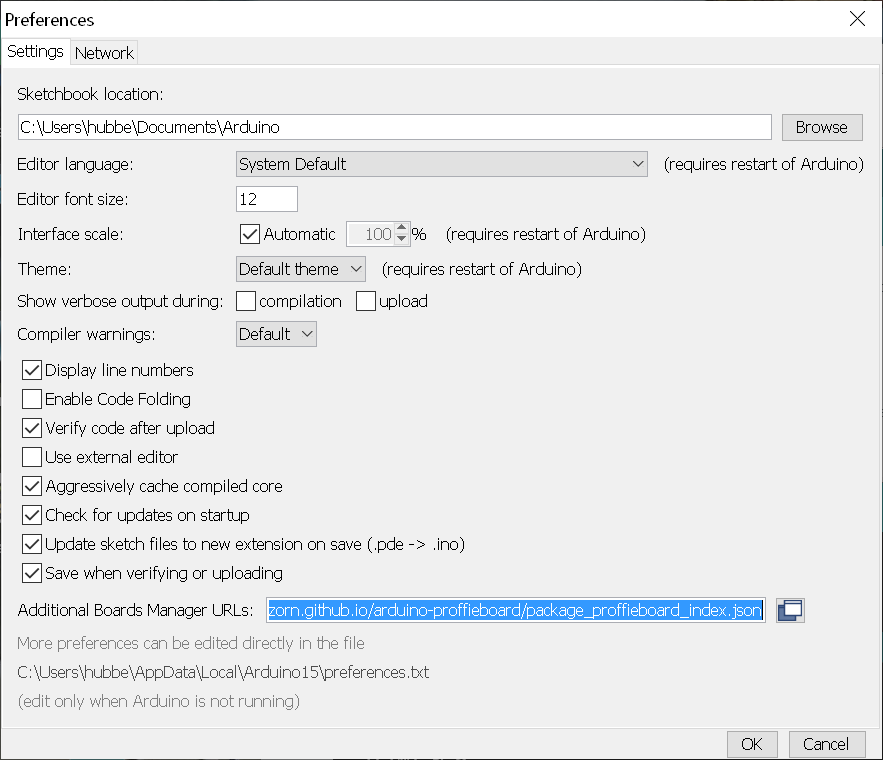 Preferences
Settings Network
Sketchbook location:
C:\Users\hubbe\Documents\Arduino Browse
Editor language: System Default (requires restart of Arduino)
Editor font size: 12
Interface scale: Automatic 100 % (requires restart of Arduino)
Theme: Default theme (requires restart of Arduino)
Show verbose output during: compilation upload
Compiler warnings: Default
Display line numbers
Enable Code Folding
Verify code after upload
Use external editor
Aggressively cache compiled core
Check for updates on startup
Update sketch files to new extension on save (.pde -> .ino)
Save when verifying or uploading
Additional Boards Manager URLs: zorn.github.io/arduino-proffieboard/package_proffieboard_index.json
More preferences can be edited directly in the file
C:\Users\hubbe\AppData\Local\Arduino15\preferences.txt
(edit only when Arduino is not running)
OK Cancel